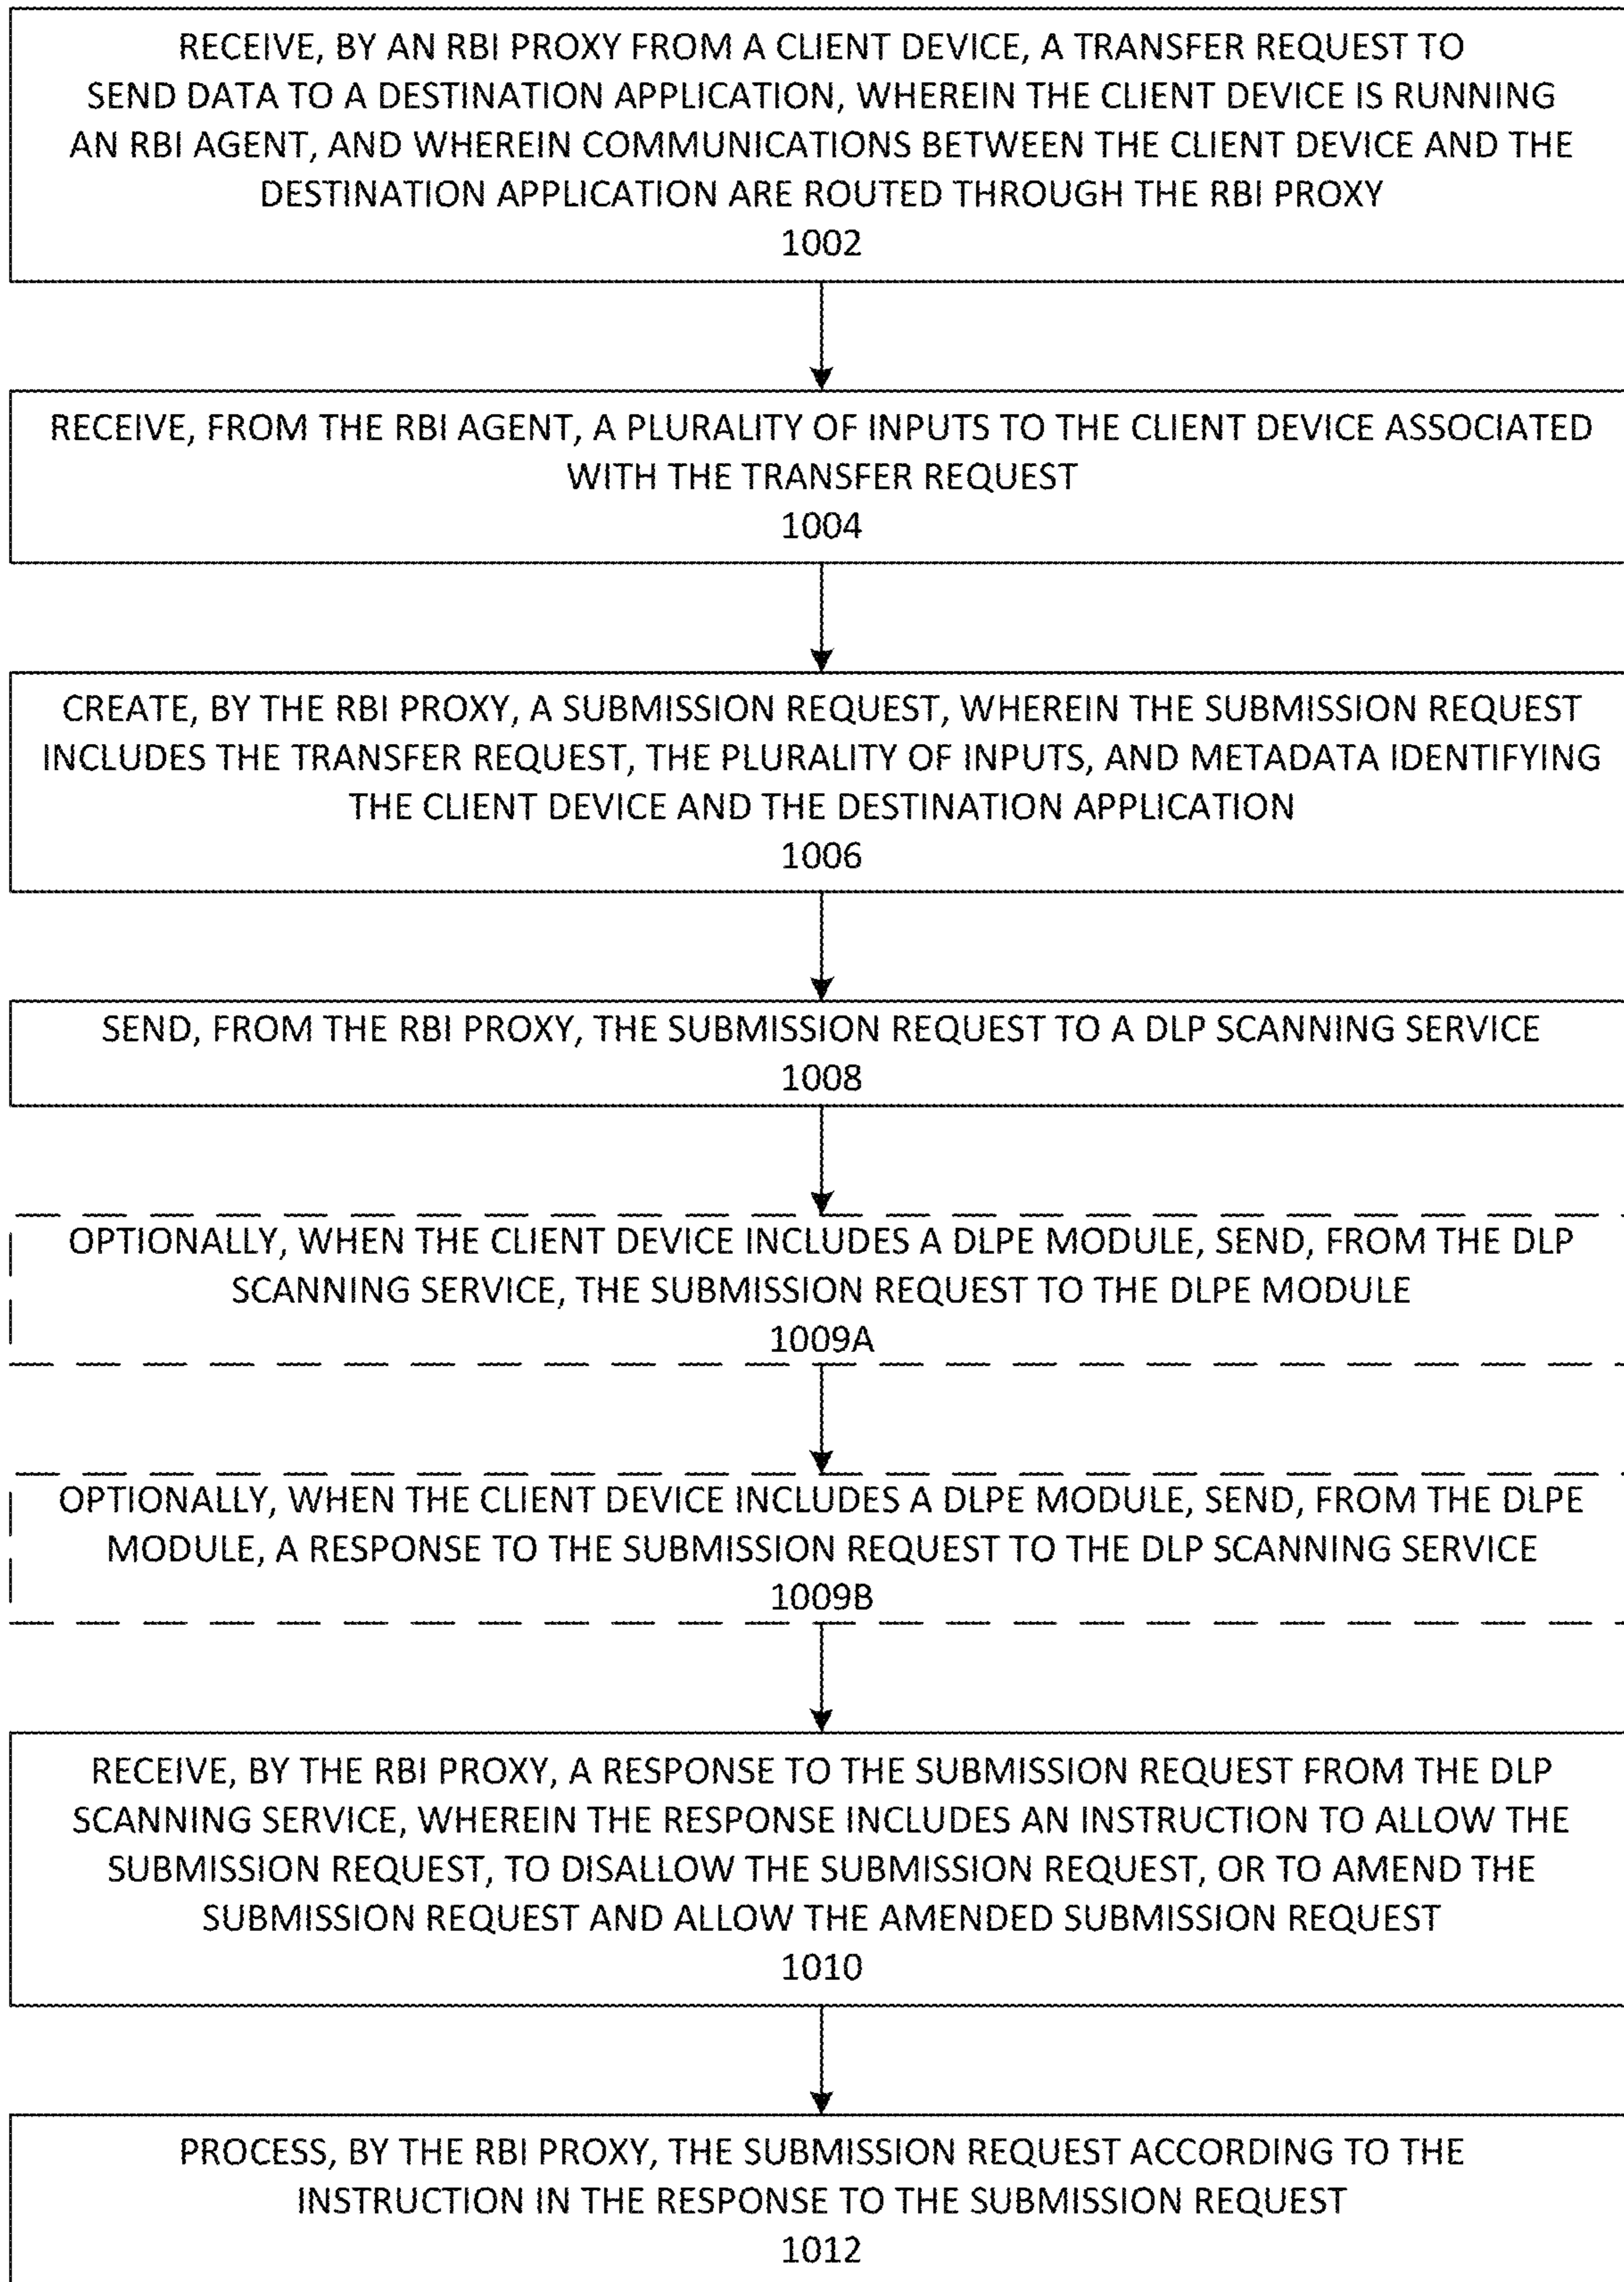 RECEIVE, BY AN RBI PROXY FROM A CLIENT DEVICE, A TRANSFER REQUEST TO
SEND DATA TO A DESTINATION APPLICATION, WHEREIN THE CLIENT DEVICE IS RUNNING
AN RBI AGENT, AND WHEREIN COMMUNICATIONS BETWEEN THE CLIENT DEVICE AND THE
DESTINATION APPLICATION ARE ROUTED THROUGH THE RBI PROXY
1002
RECEIVE, FROM THE RBI AGENT, A PLURALITY OF INPUTS TO THE CLIENT DEVICE ASSOCIATED
WITH THE TRANSFER REQUEST
1004
CREATE, BY THE RBI PROXY, A SUBMISSION REQUEST, WHEREIN THE SUBMISSION REQUEST
INCLUDES THE TRANSFER REQUEST, THE PLURALITY OF INPUTS, AND METADATA IDENTIFYING
THE CLIENT DEVICE AND THE DESTINATION APPLICATION
1006
SEND, FROM THE RBI PROXY, THE SUBMISSION REQUEST TO A DLP SCANNING SERVICE
1008
OPTIONALLY, WHEN THE CLIENT DEVICE INCLUDES A DLPE MODULE, SEND, FROM THE DLP
SCANNING SERVICE, THE SUBMISSION REQUEST TO THE DLPE MODULE
1009A
OPTIONALLY, WHEN THE CLIENT DEVICE INCLUDES A DLPE MODULE, SEND, FROM THE DLPE
MODULE, A RESPONSE TO THE SUBMISSION REQUEST TO THE DLP SCANNING SERVICE
1009B
RECEIVE, BY THE RBI PROXY, A RESPONSE TO THE SUBMISSION REQUEST FROM THE DLP
SCANNING SERVICE, WHEREIN THE RESPONSE INCLUDES AN INSTRUCTION TO ALLOW THE
SUBMISSION REQUEST, TO DISALLOW THE SUBMISSION REQUEST, OR TO AMEND THE
SUBMISSION REQUEST AND ALLOW THE AMENDED SUBMISSION REQUEST
1010
PROCESS, BY THE RBI PROXY, THE SUBMISSION REQUEST ACCORDING TO THE
INSTRUCTION IN THE RESPONSE TO THE SUBMISSION REQUEST
1012